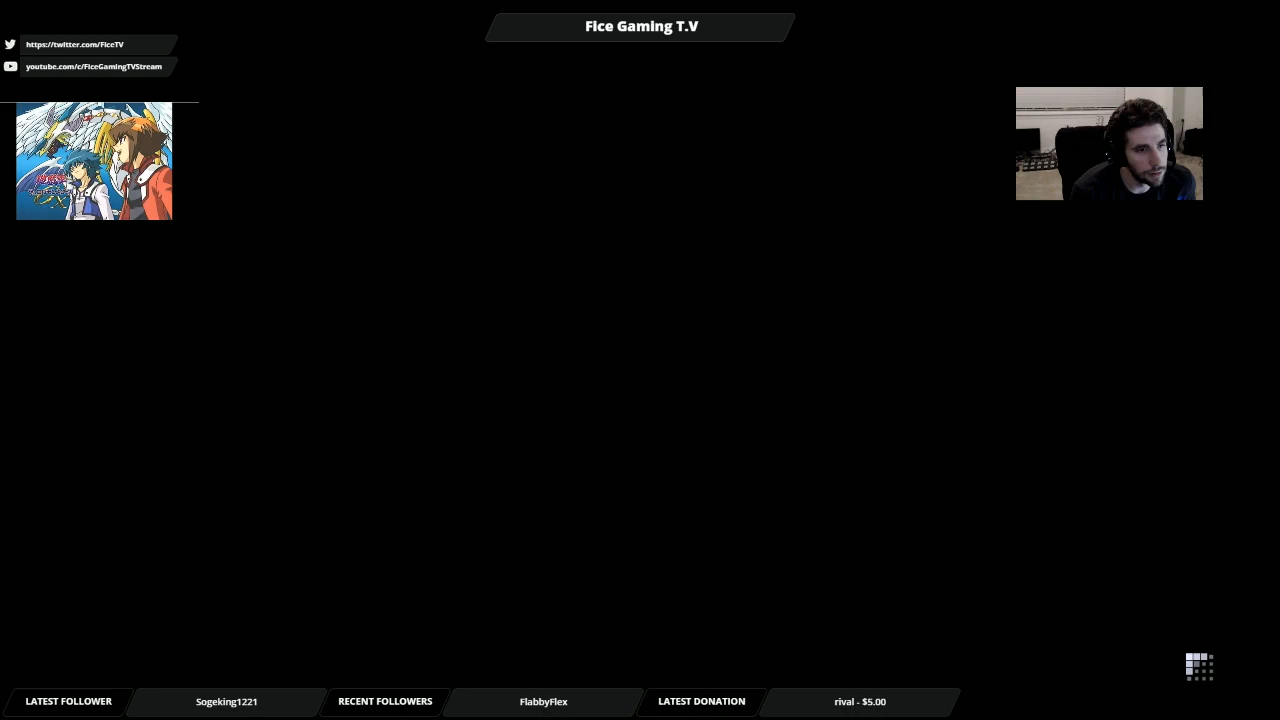 Fice Gaming T.V
https://twitter.com/FiceTV
youtube.com/c/FiceGamingTVStream
GX
LATEST FOLLOWER
Sogeking1221
RECENT FOLLOWERS
FlabbyFlex
LATEST DONATION
rival - $5.00